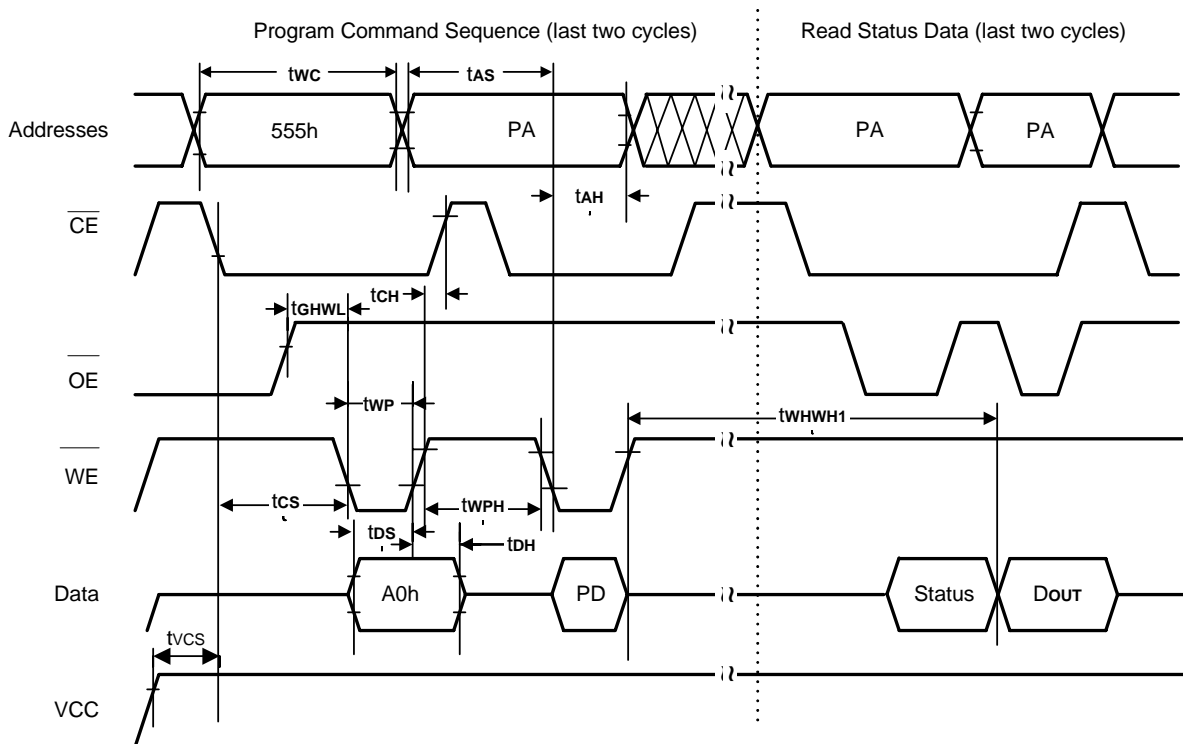 Program Command Sequence (last two cycles)
Read Status Data (last two cycles)
tWC
tAS
Addresses
555h
PA
PA
PA
tAH
CE
tCH
tGHWL
OE
tWP
tWHWH1
WE
tCS
tWPH
tDS
tDH
Data
A0h
PD
Status
DOUT
tVCS
VCC